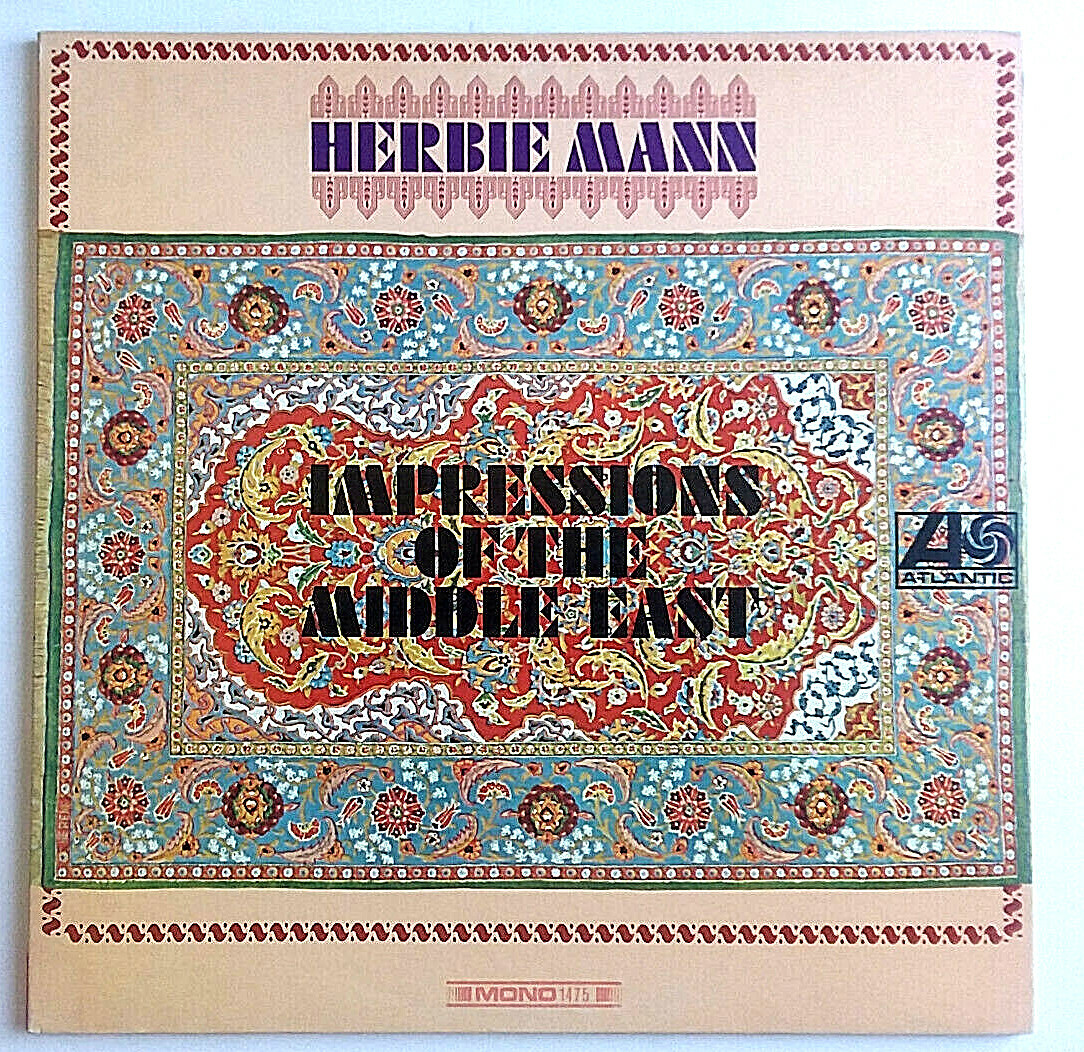 HERBIE MANN
IMPRESSIONS
OF THE
MIDDLE EAST
ATLANTIC
MONO 1475